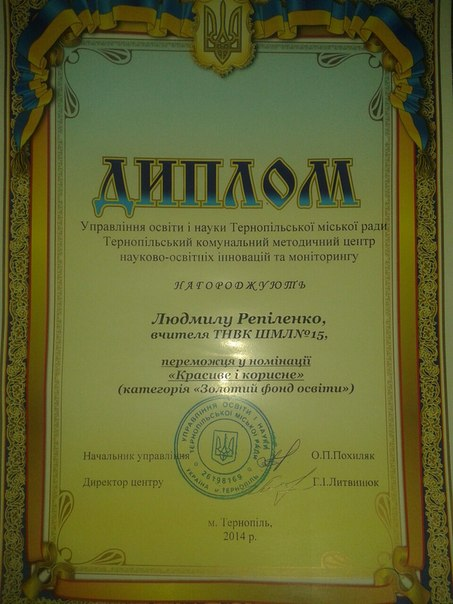 ДИПЛОМ
Управління освіти і науки Тернопільської міської ради
Тернопільський комунальний методичний центр
науково-освітніх інновацій та моніторингу
НАГОРОДЖУЮТЬ
Людмилу Репіленко,
вчителя ТНВК ШМЛ№15,
переможця у номінації
«Красиве і корисне»
(категорія «Золотий фонд освіти»)
УПРАВЛІННЯ ОСВІТИ І НАУКИ
ТЕРНОПІЛЬСЬКОЇ МІСЬКОЇ РАДИ
26198169
УКРАЇНА м ТЕРНОПІЛЬ
Начальник управління О.П.Похиляк
Директор центру Г.І.Литвинюк
м. Тернопіль,
2014 р.